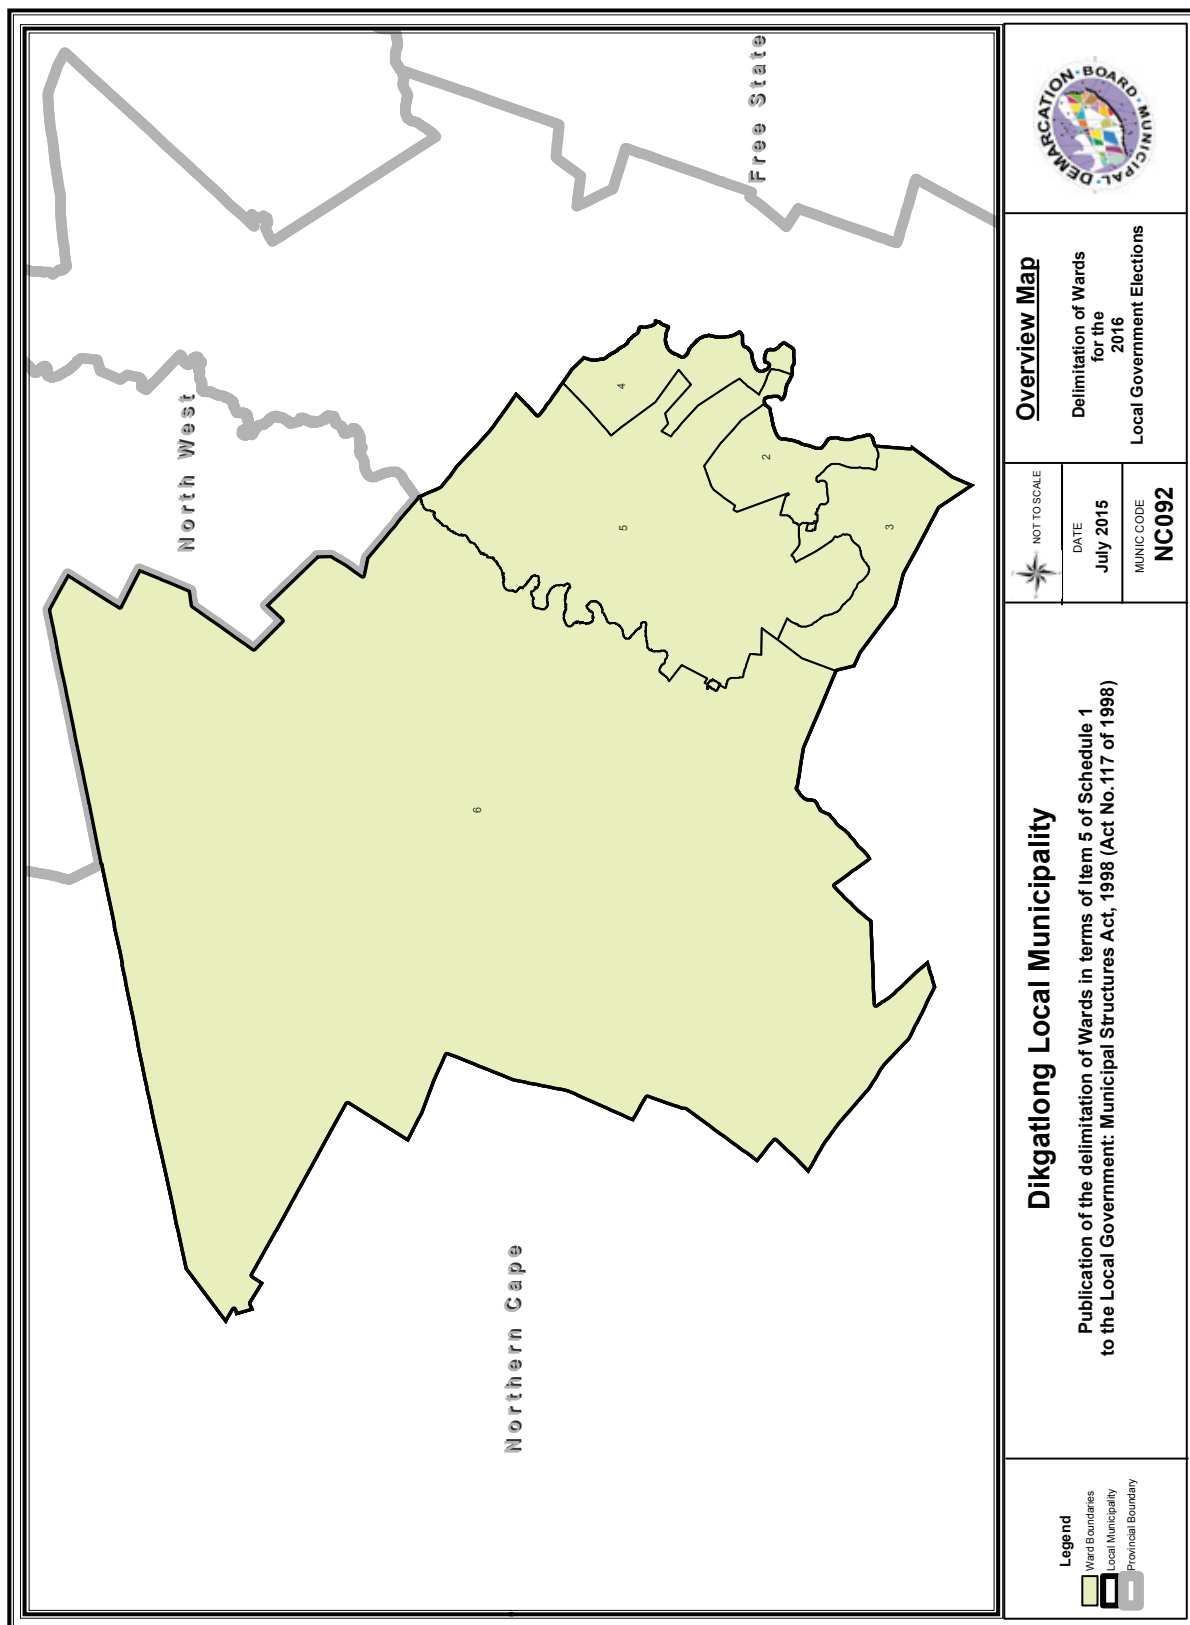 North West
6
Northern Cape
5
4
Free State
2
3
Legend
Ward Boundaries
Local Municipality
Provincial Boundary
Dikgatlong Local Municipality
Publication of the delimitation of Wards in terms of Item 5 of Schedule 1
to the Local Government: Municipal Structures Act, 1998 (Act No.117 of 1998)
NOT TO SCALE
DATE
July 2015
MUNIC CODE
NC092
Overview Map
Delimitation of Wards
for the
2016
Local Government Elections
MUNICIPAL · DEMARCATION · BOARD